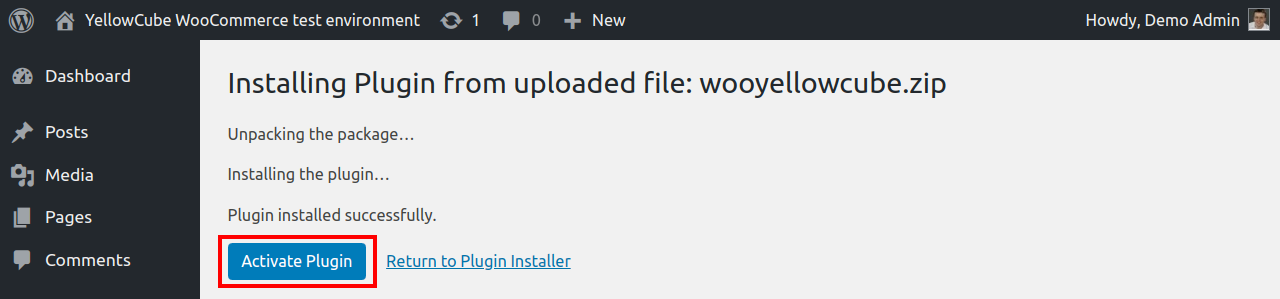 YellowCube WooCommerce test environment 1 0 New Howdy, Demo Admin
Dashboard
Posts
Media
Pages
Comments
Installing Plugin from uploaded file: wooyellowcube.zip
Unpacking the package…
Installing the plugin…
Plugin installed successfully.
Activate Plugin Return to Plugin Installer